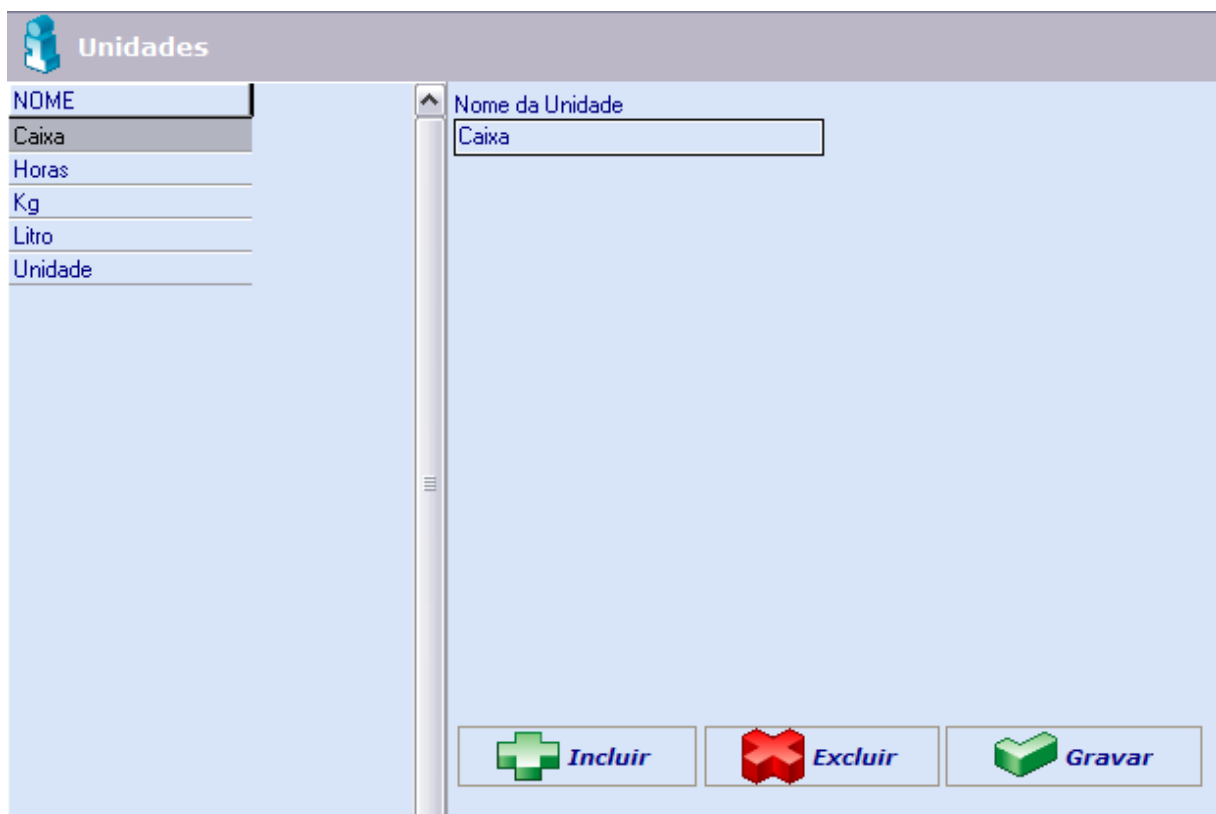 Unidades
NOME
Caixa
Horas
Kg
Litro
Unidade
Nome da Unidade
Caixa
Incluir
Excluir
Gravar